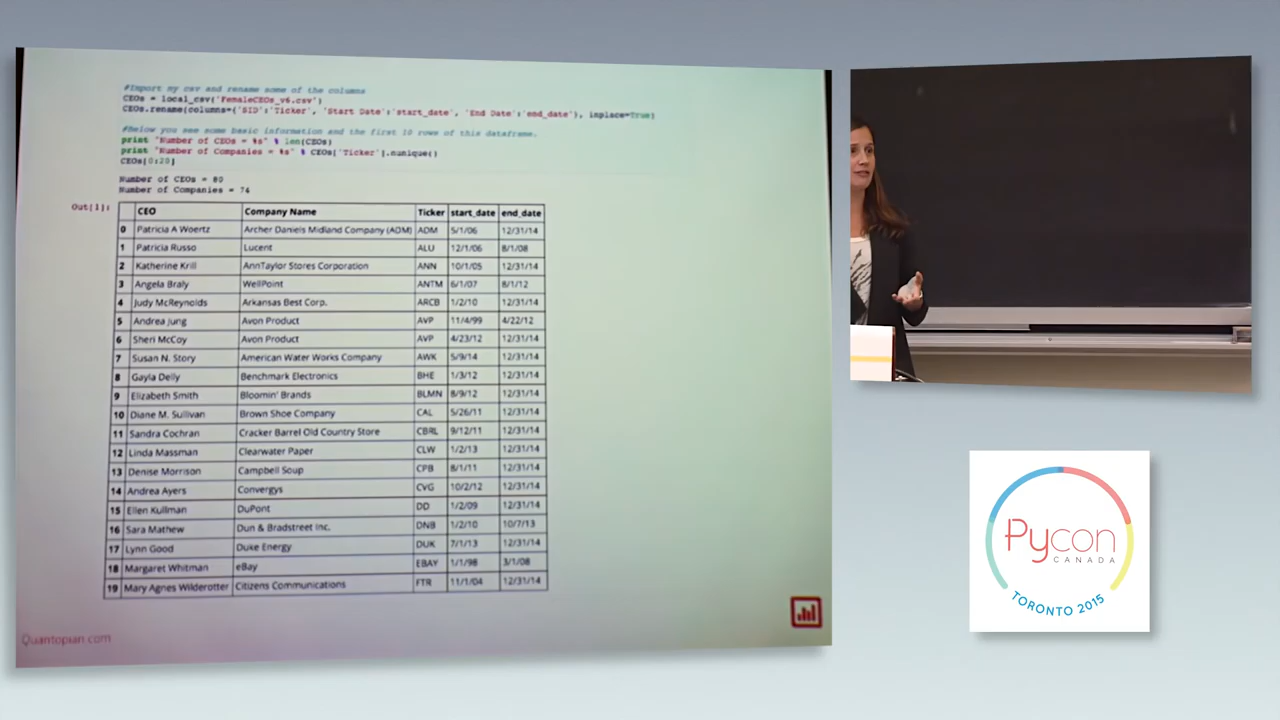 #Import my csv and rename some of the columns
CEOs = local_csv('FemaleCEOs_v6.csv')
CEOs.rename(columns={'SID':'Ticker', 'Start Date':'start_date', 'End Date':'end_date'}, inplace=True)
#Below you see some basic information and the first 10 rows of this dataframe.
print "Number of CEOs = %s" % len(CEOs)
print "Number of Companies = %s" % CEOs['Ticker'].nunique()
CEOs[0:20]
Number of CEOs = 80
Number of Companies = 76
Out[1]:
CEO Company Name Ticker start_date end_date
0 Patricia A Woertz Archer Daniels Midland Company (ADM) ADM 5/1/06 12/31/14
1 Patricia Russo Lucent ALU 12/1/06 8/1/08
2 Katherine Krill AnnTaylor Stores Corporation ANN 10/1/05 12/31/14
3 Angela Braly WellPoint ANTM 6/1/07 8/1/12
4 Judy McReynolds Arkansas Best Corp. ARCB 1/2/10 12/31/14
5 Andrea Jung Avon Product AVP 11/4/99 4/22/12
6 Sheri McCoy Avon Product AVP 4/23/12 12/31/14
7 Susan N. Story American Water Works Company AWK 5/9/14 12/31/14
8 Gayla Delly Benchmark Electronics BHE 1/3/12 12/31/14
9 Elizabeth Smith Bloomin' Brands BLMN 8/9/12 12/31/14
10 Diane M. Sullivan Brown Shoe Company CAL 5/26/11 12/31/14
11 Sandra Cochran Cracker Barrel Old Country Store CBRL 9/12/11 12/31/14
12 Linda Massman Clearwater Paper CLW 1/2/13 12/31/14
13 Denise Morrison Campbell Soup CPB 8/1/11 12/31/14
14 Andrea Ayers Convergys CVG 10/2/12 12/31/14
15 Ellen Kullman DuPont DD 1/2/09 12/31/14
16 Sara Mathew Dun & Bradstreet Inc. DNB 1/2/10 10/7/13
17 Lynn Good Duke Energy DUK 7/1/13 12/31/14
18 Margaret Whitman eBay EBAY 1/1/98 3/1/08
19 Mary Agnes Wilderotter Citizens Communications FTR 11/1/04 12/31/14
Quantopian.com
Pycon
CANADA
TORONTO 2015